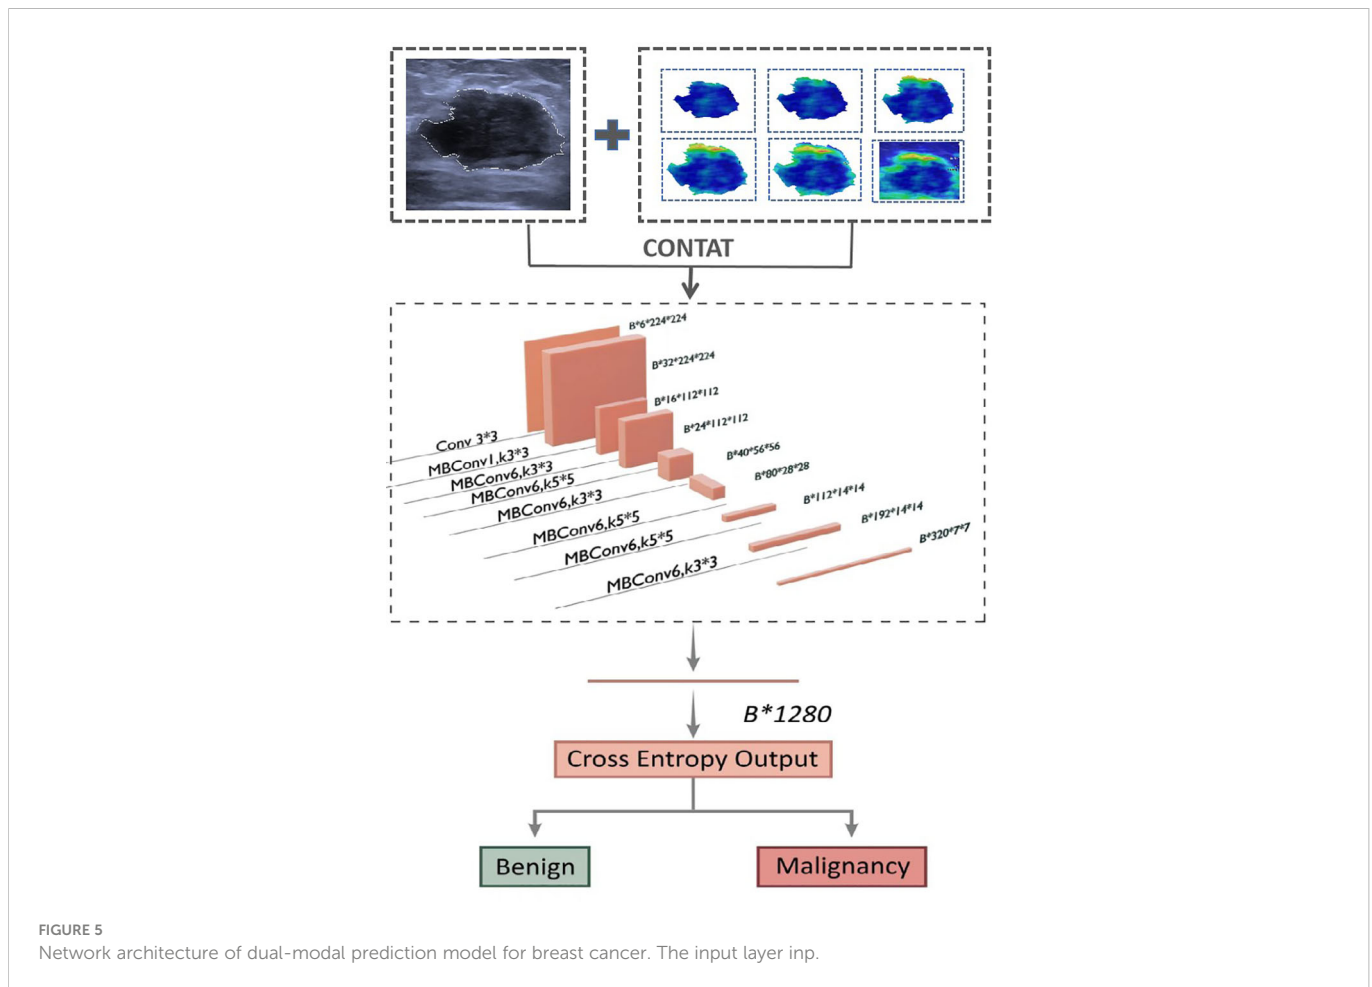 CONTAT
B*6*224*224
B*32*224*224
B*16*112*112
B*24*112*112
B*40*56*56
B*80*28*28
B*112*14*14
B*192*14*14
B*320*7*7
Conv 3*3
MBConv1,k3*3
MBConv6,k3*3
MBConv6,k5*5
MBConv6,k3*3
MBConv6,k5*5
MBConv6,k5*5
MBConv6,k3*3
B*1280
Cross Entropy Output
Benign
Malignancy
FIGURE 5
Network architecture of dual-modal prediction model for breast cancer. The input layer inp.